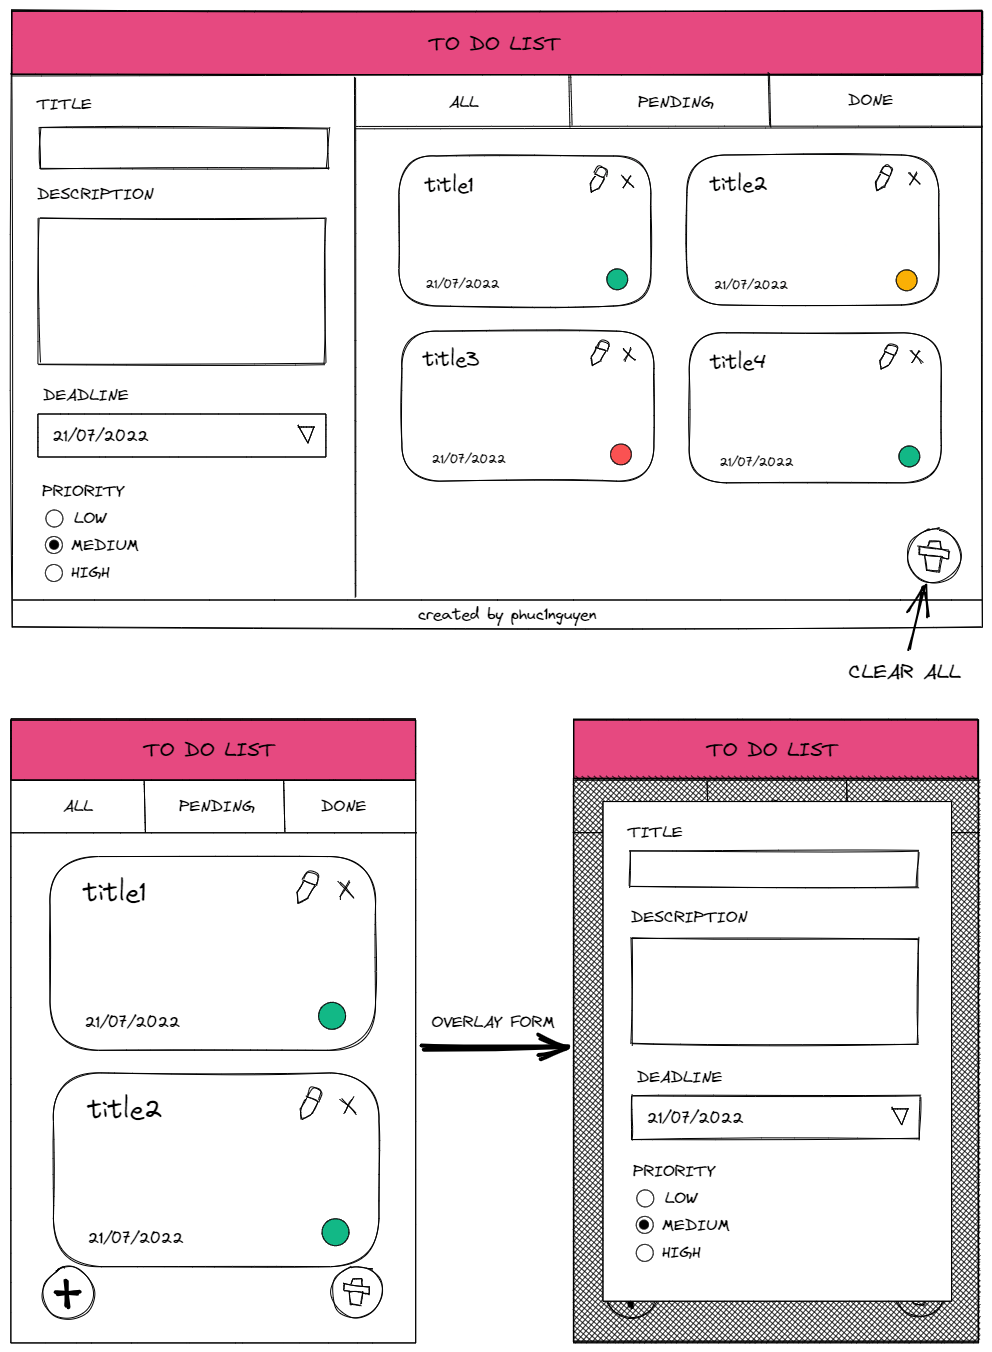 TO DO LIST
TITLE
DESCRIPTION
DEADLINE
21/07/2022
PRIORITY
LOW
MEDIUM
HIGH
ALL PENDING DONE
title1
21/07/2022
title2
21/07/2022
title3
21/07/2022
title4
21/07/2022
created by phuc1nguyen
CLEAR ALL
TO DO LIST
ALL PENDING DONE
title1
21/07/2022
title2
21/07/2022
OVERLAY FORM
TO DO LIST
TITLE
DESCRIPTION
DEADLINE
21/07/2022
PRIORITY
LOW
MEDIUM
HIGH